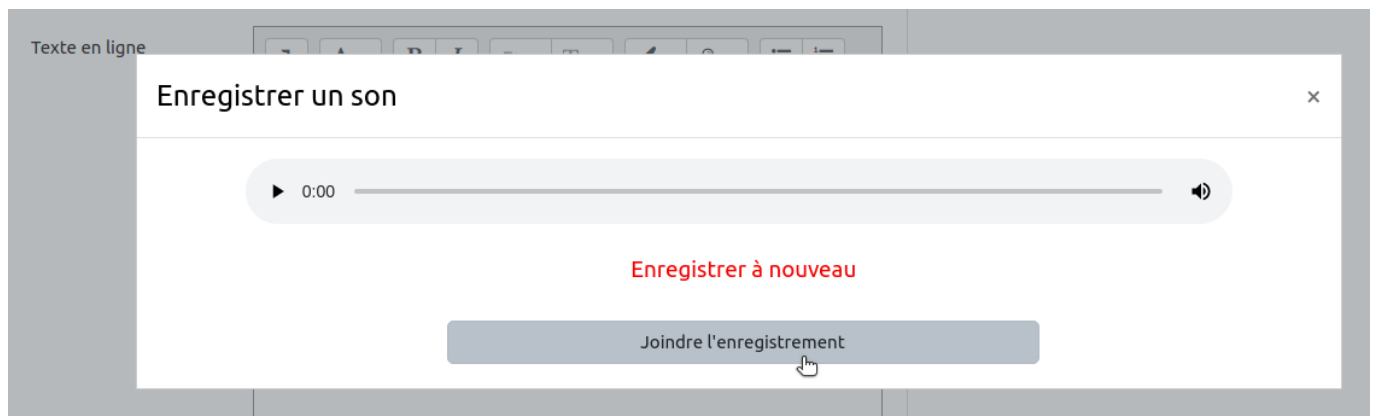 Texte en ligne
B I
Enregistrer un son
×
0:00
Enregistrer à nouveau
Joindre l'enregistrement